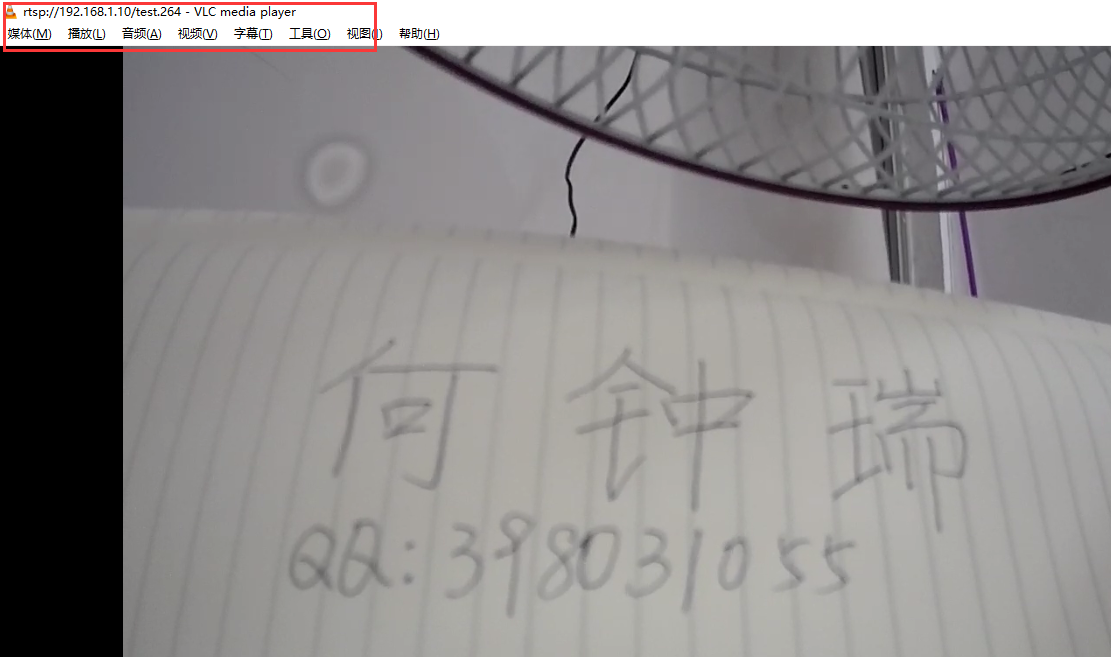 rtsp://192.168.1.10/test.264 - VLC media player
媒体(M) 播放(L) 音频(A) 视频(V) 字幕(T) 工具(O) 视图(I) 帮助(H)
何钟瑞
QQ:398031055